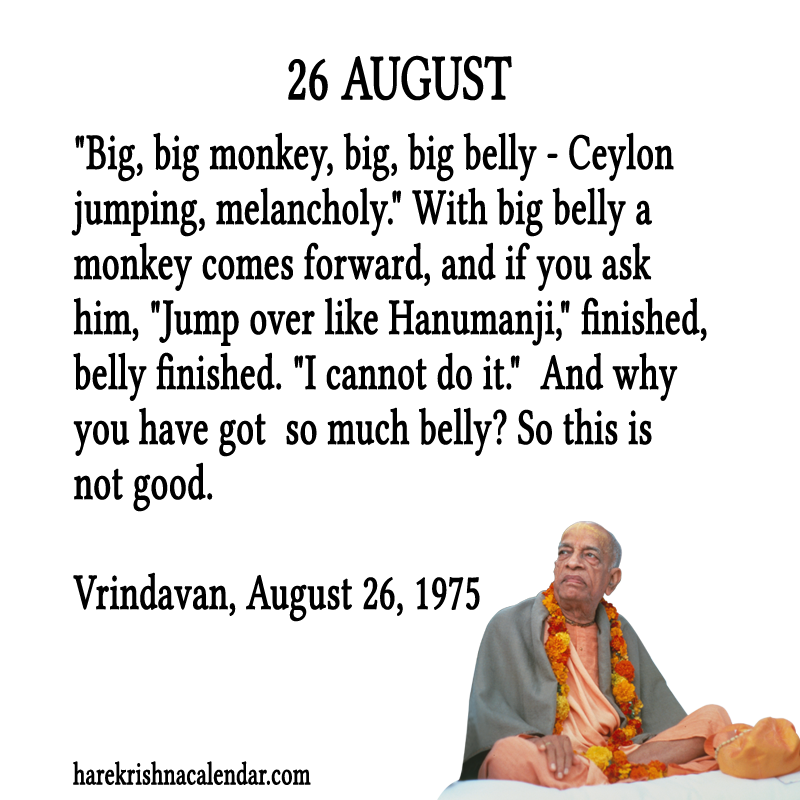 26 AUGUST
"Big, big monkey, big, big belly - Ceylon
jumping, melancholy." With big belly a
monkey comes forward, and if you ask
him, "Jump over like Hanumanji," finished,
belly finished. "I cannot do it."  And why
you have got  so much belly? So this is
not good.
Vrindavan, August 26, 1975
harekrishnacalendar.com